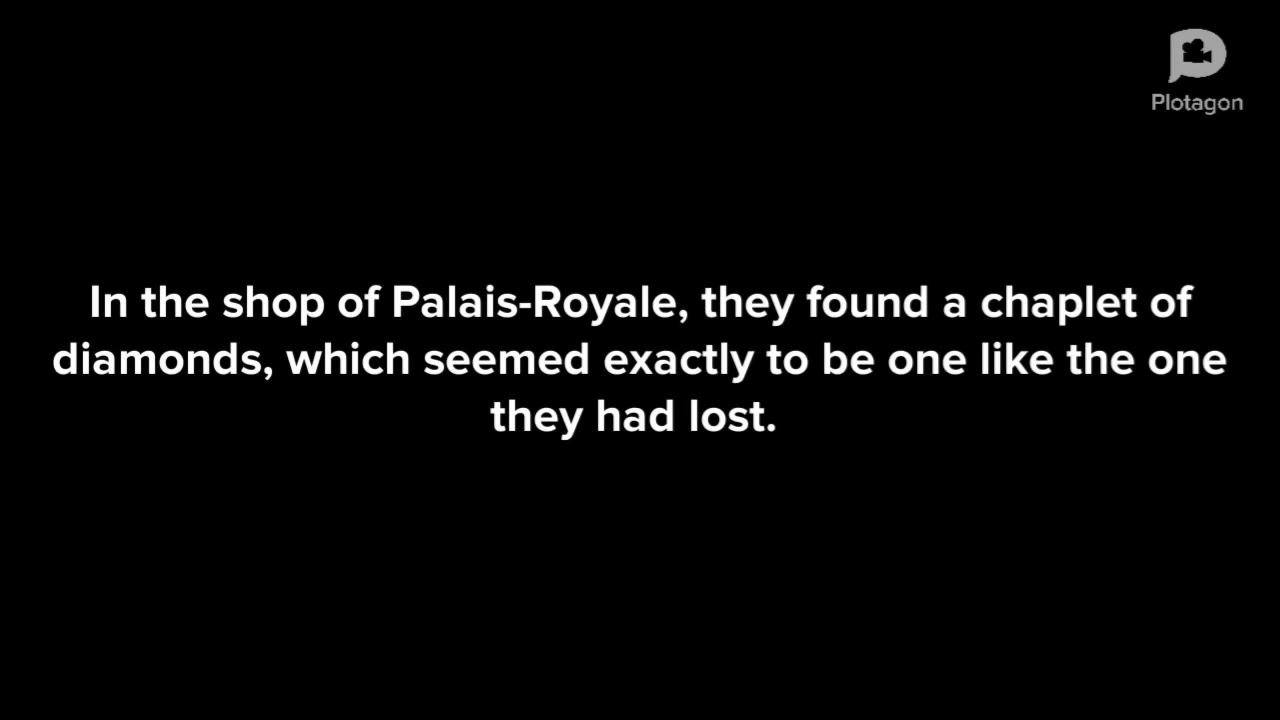 Plotagon
In the shop of Palais-Royale, they found a chaplet of
diamonds, which seemed exactly to be one like the one
they had lost.